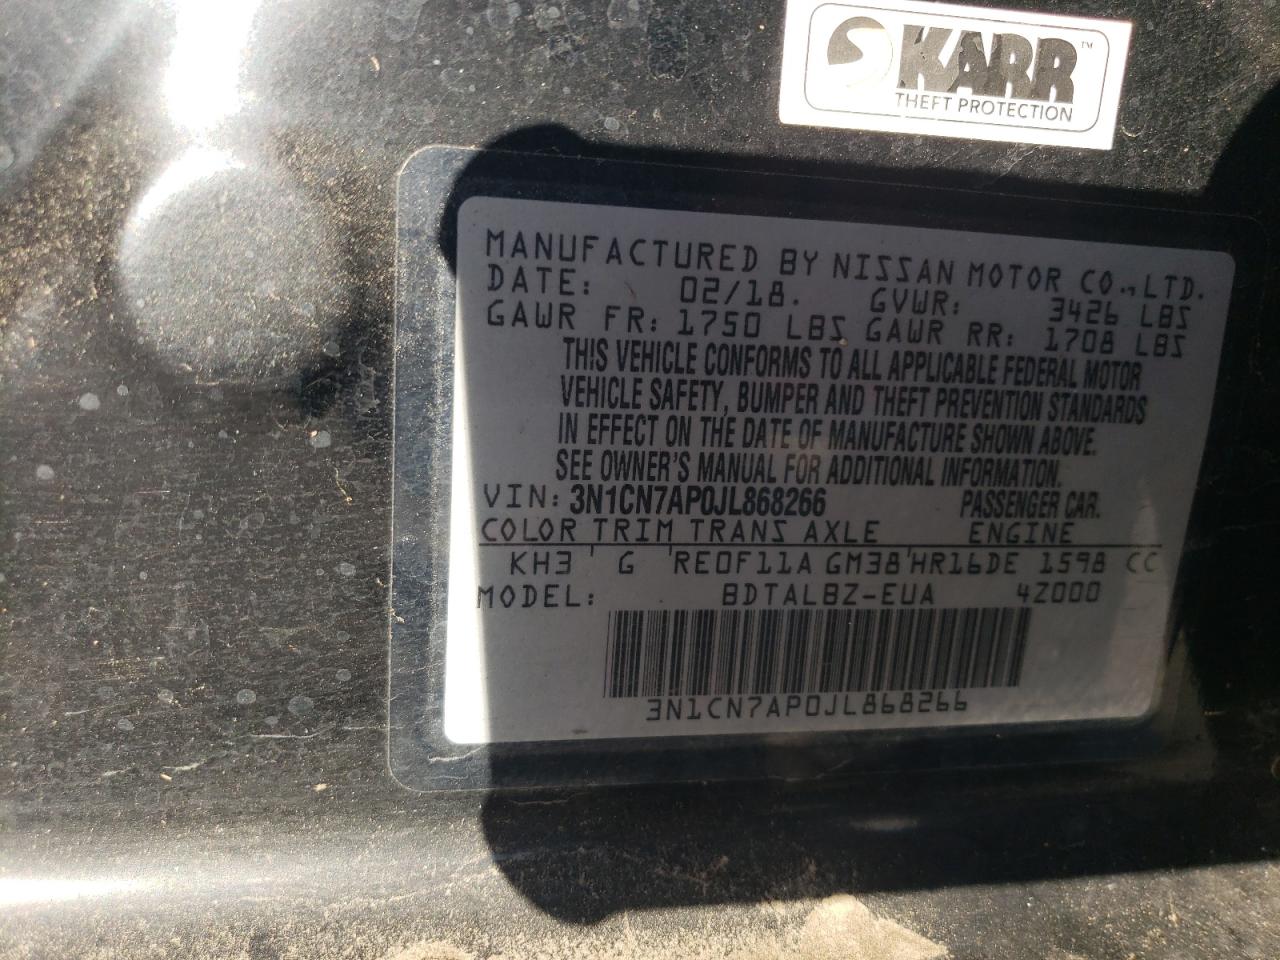 KARR™
THEFT PROTECTION
MANUFACTURED BY NISSAN MOTOR CO.,LTD.
DATE: 02/18. GVWR: 3426 LBS
GAWR FR: 1750 LBS GAWR RR: 1708 LBS
THIS VEHICLE CONFORMS TO ALL APPLICABLE FEDERAL MOTOR
VEHICLE SAFETY, BUMPER AND THEFT PREVENTION STANDARDS
IN EFFECT ON THE DATE OF MANUFACTURE SHOWN ABOVE.
SEE OWNER'S MANUAL FOR ADDITIONAL INFORMATION.
VIN: 3N1CN7AP0JL868266 PASSENGER CAR.
COLOR TRIM TRANS AXLE ENGINE
KH3 ' G 'RE0F11A GM38'HR16DE 1598 CC
MODEL: BDTALBZ-EUA 4Z000
3N1CN7AP0JL868266